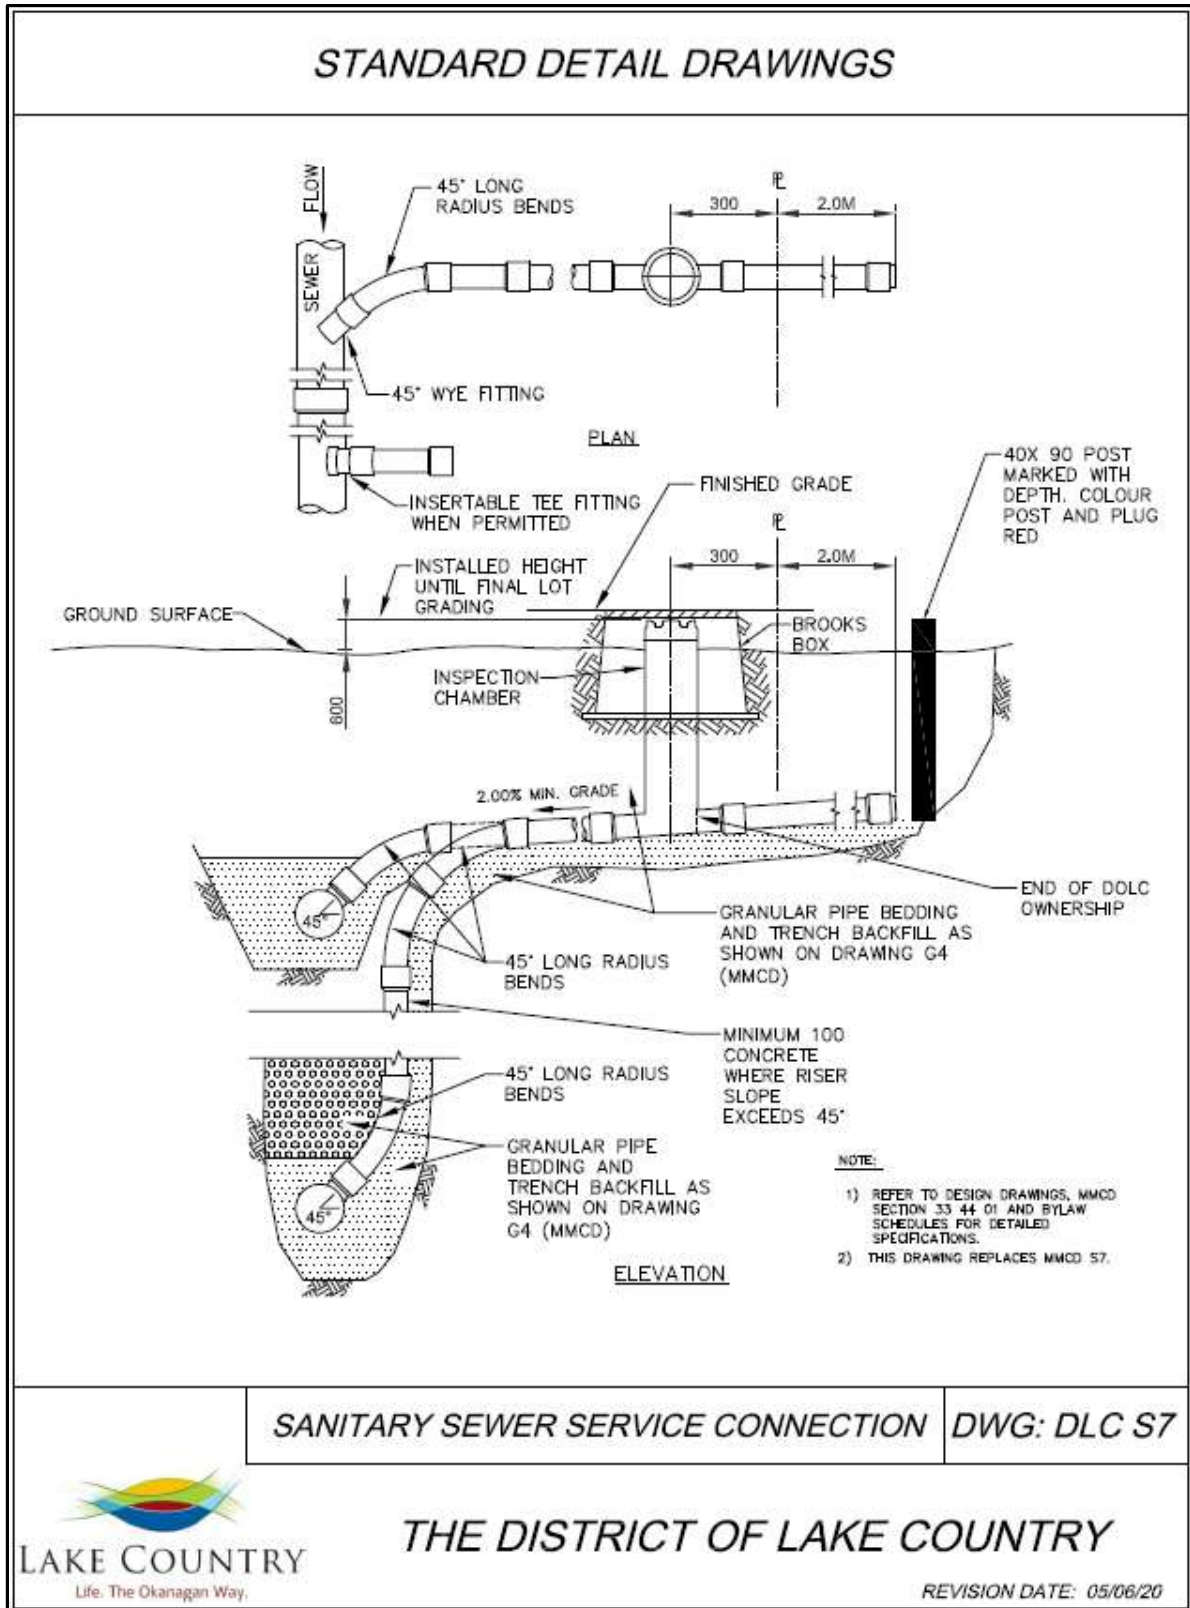 STANDARD DETAIL DRAWINGS
FLOW
SEWER
45° LONG
RADIUS BENDS
℄
300
2.0M
45° WYE FITTING
PLAN
INSERTABLE TEE FITTING
WHEN PERMITTED
FINISHED GRADE
40X 90 POST
MARKED WITH
DEPTH. COLOUR
POST AND PLUG
RED
℄
300
2.0M
INSTALLED HEIGHT
UNTIL FINAL LOT
GRADING
GROUND SURFACE
BROOKS
BOX
INSPECTION
CHAMBER
600
2.00% MIN. GRADE
END OF DOLC
OWNERSHIP
45°
GRANULAR PIPE BEDDING
AND TRENCH BACKFILL AS
SHOWN ON DRAWING G4
(MMCD)
45° LONG RADIUS
BENDS
MINIMUM 100
CONCRETE
WHERE RISER
SLOPE
EXCEEDS 45°
45° LONG RADIUS
BENDS
GRANULAR PIPE
BEDDING AND
TRENCH BACKFILL AS
SHOWN ON DRAWING
G4 (MMCD)
45°
ELEVATION
NOTE:
1) REFER TO DESIGN DRAWINGS, MMCD
SECTION 33 44 01 AND BYLAW
SCHEDULES FOR DETAILED
SPECIFICATIONS.
2) THIS DRAWING REPLACES MMCD S7.
SANITARY SEWER SERVICE CONNECTION
DWG: DLC S7
LAKE COUNTRY
Life. The Okanagan Way.
THE DISTRICT OF LAKE COUNTRY
REVISION DATE: 05/06/20